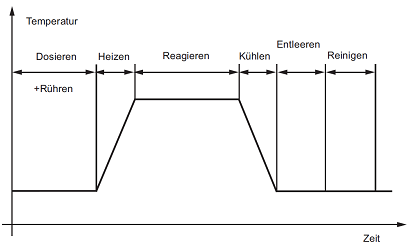 Temperatur
Entleeren
Dosieren Heizen Reagieren Kühlen Reinigen
+Rühren
Zeit